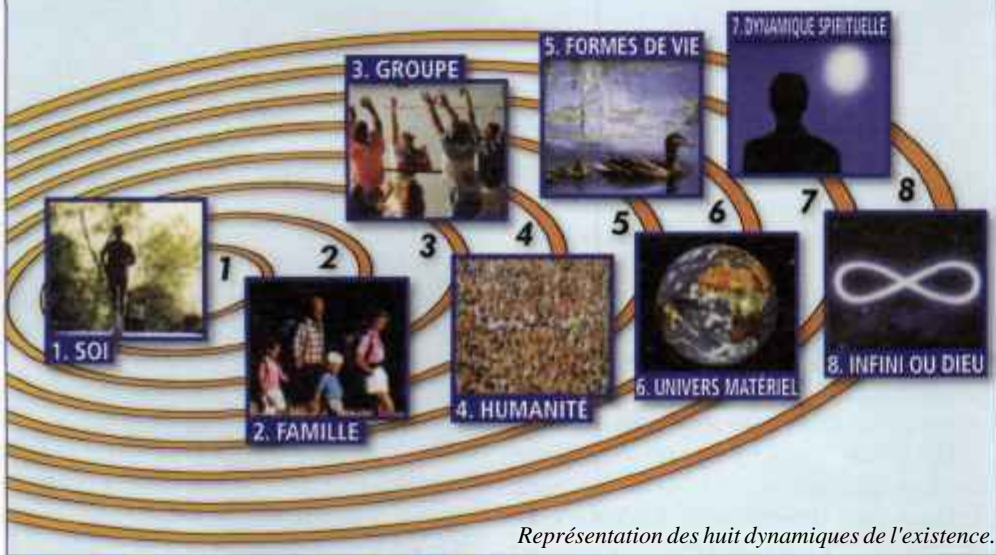 1. SOI
1
2. FAMILLE
2
3. GROUPE
3
4. HUMANITÉ
4
5. FORMES DE VIE
5
6. UNIVERS MATÉRIEL
6
7. DYNAMIQUE SPIRITUELLE
7
8. INFINI OU DIEU
8
Représentation des huit dynamiques de l'existence.